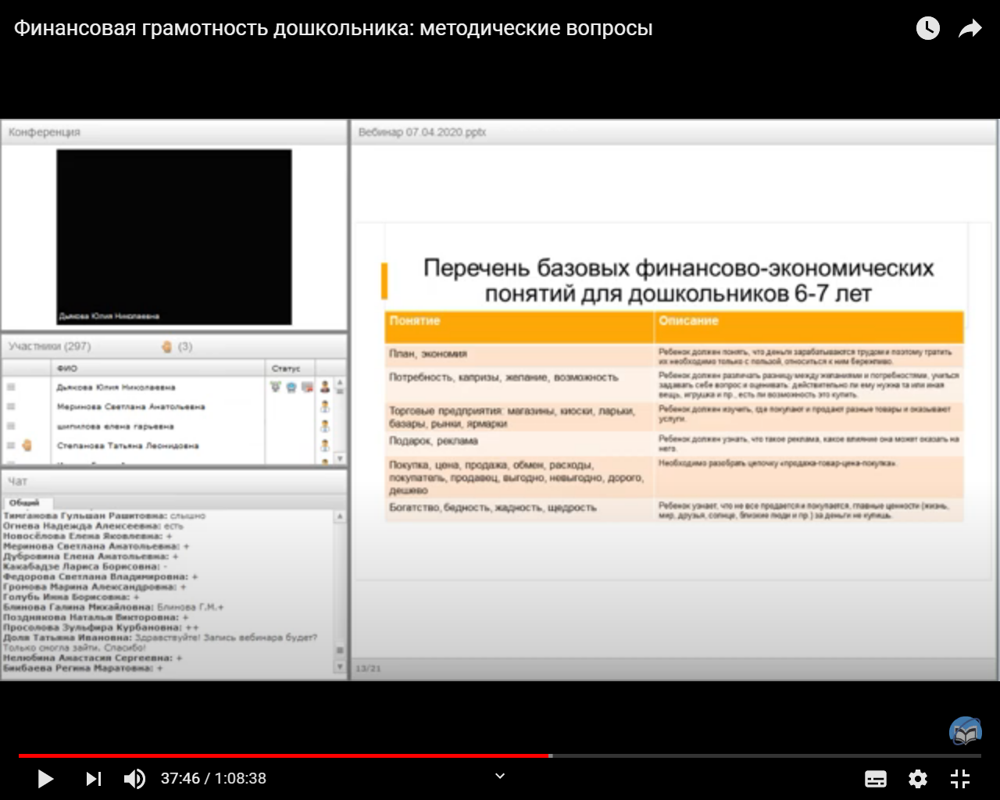 Финансовая грамотность дошкольника: методические вопросы
Конференция
Дьякова Юлия Николаевна
Участники (297)
(3)
ФИО
Статус
Дьякова Юлия Николаевна
Меринова Светлана Анатольевна
шипилова елена гарьевна
Степанова Татьяна Леонидовна
Чат
Общий
Тимганова Гульшан Рашитовна: слышно
Огнева Надежда Алексеевна: есть
Новосёлова Елена Яковлевна: +
Меринова Светлана Анатольевна: +
Дубровина Елена Анатольевна: +
Какабадзе Лариса Борисовна: -
Федорова Светлана Владимировна: +
Громова Марина Александровна: +
Голубь Инна Борисовна: +
Блинова Галина Михайловна: Блинова Г.М.+
Позднякова Наталья Викторовна: +
Просолова Зульфира Курбановна: ++
Доля Татьяна Ивановна: Здравствуйте! Запись вебинара будет?
Только смогла зайти. Спасибо!
Нелюбина Анастасия Сергеевна: +
Бикбаева Регина Маратовна: +
Вебинар 07.04.2020.pptx
Перечень базовых финансово-экономических
понятий для дошкольников 6-7 лет
Понятие
Описание
План, экономия
Ребенок должен понять, что деньги зарабатываются трудом и поэтому тратить
их необходимо только с пользой, относиться к ним бережливо.
Потребность, капризы, желание, возможность
Ребенок должен различать разницу между желаниями и потребностями, учиться
задавать себе вопрос и оценивать: действительно ли ему нужна та или иная
вещь, игрушка и пр., есть ли возможность это купить.
Торговые предприятия: магазины, киоски, ларьки,
базары, рынки, ярмарки
Ребенок должен изучить, где покупают и продают разные товары и оказывают
услуги.
Подарок, реклама
Ребенок должен узнать, что такое реклама, какое влияние она может оказать на
него.
Покупка, цена, продажа, обмен, расходы,
покупатель, продавец, выгодно, невыгодно, дорого,
дешево
Необходимо разобрать цепочку «продажа-товар-цена-покупка».
Богатство, бедность, жадность, щедрость
Ребенок узнает, что не все продается и покупается, главные ценности (жизнь,
мир, друзья, солнце, близкие люди и пр.) за деньги не купишь.
13/21
37:46 / 1:08:38